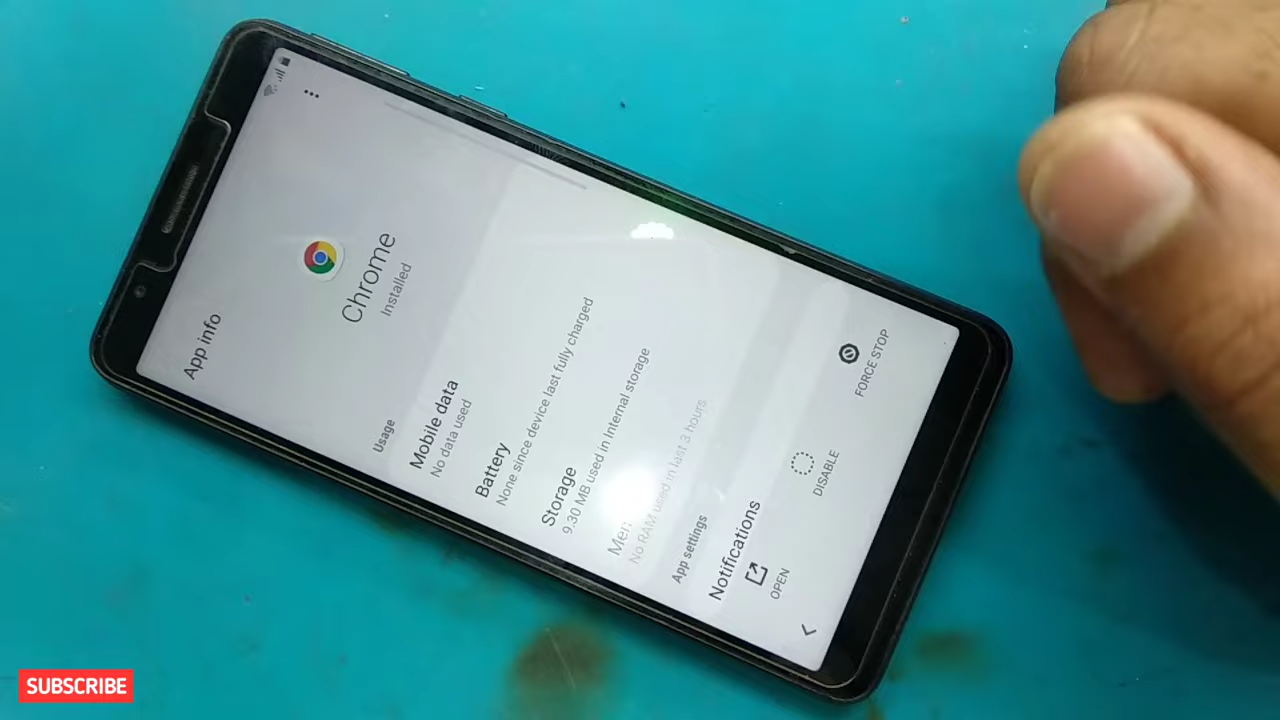 App info
Chrome
Installed
Usage
Mobile data
No data used
Battery
None since device last fully charged
Storage
9.30 MB used in Internal storage
No RAM used in last 3 hours
App settings
Notifications
OPEN
DISABLE
FORCE STOP
SUBSCRIBE